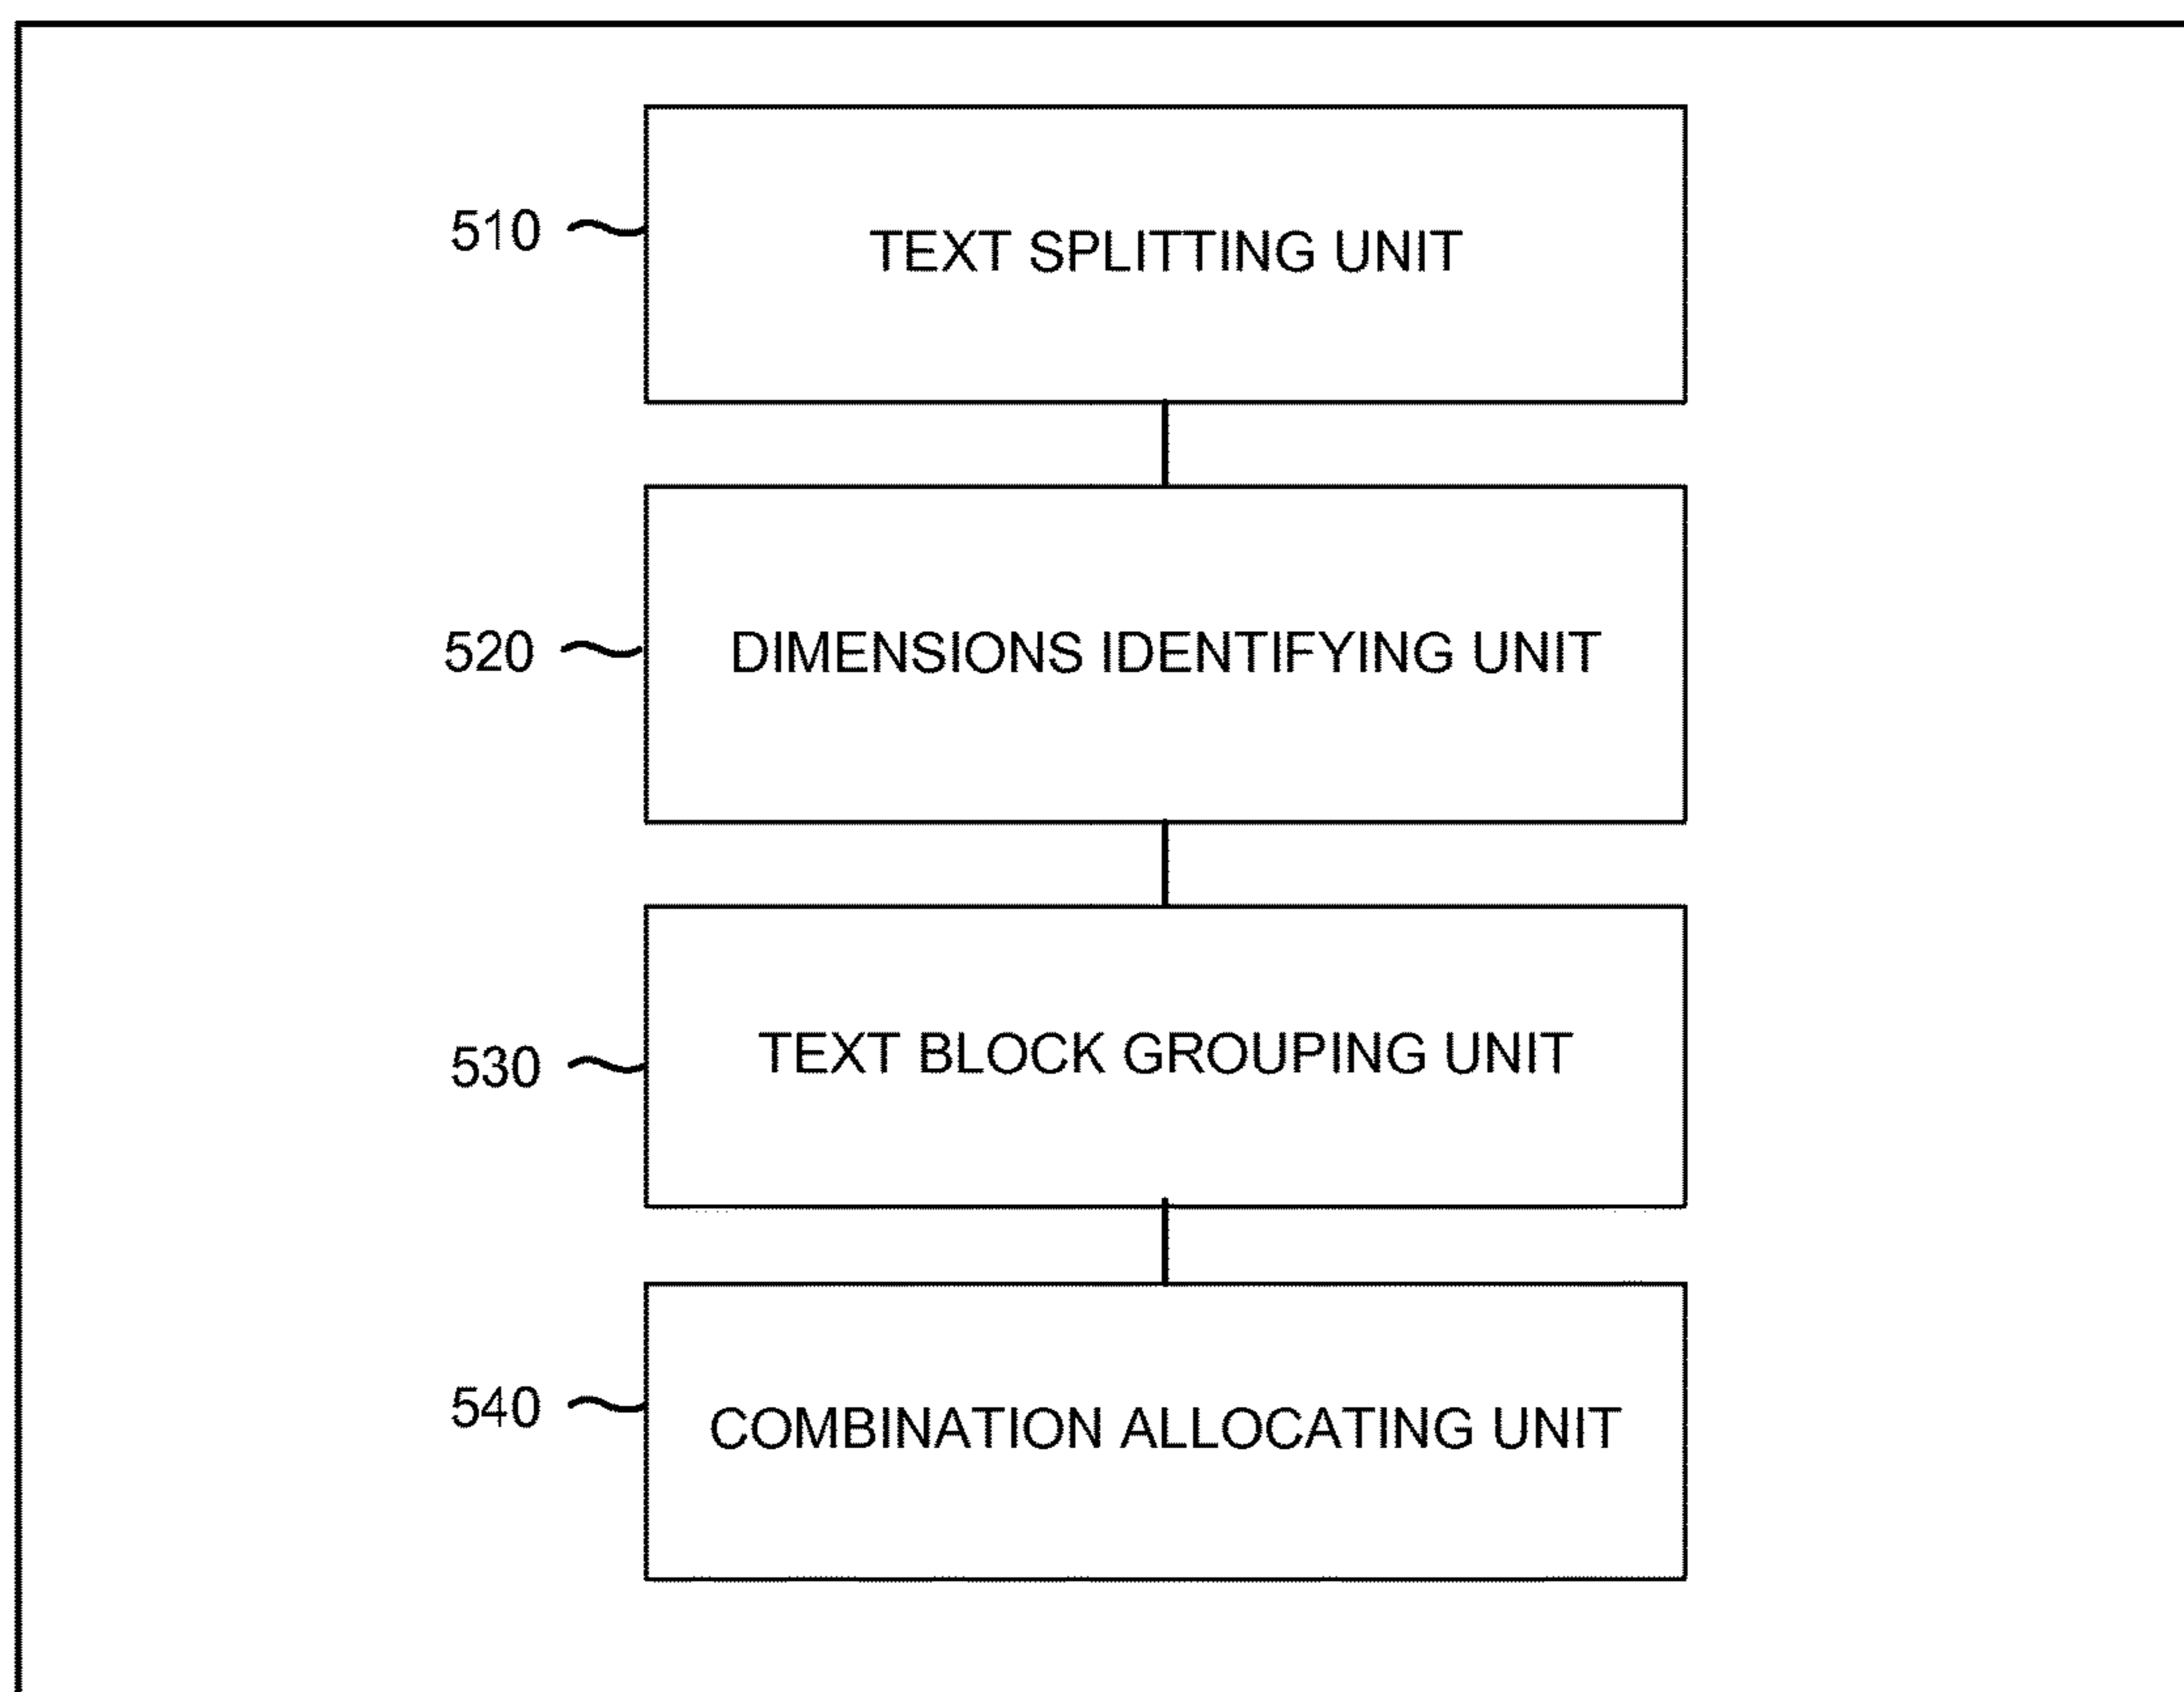 510
TEXT SPLITTING UNIT
520
DIMENSIONS IDENTIFYING UNIT
530
TEXT BLOCK GROUPING UNIT
540
COMBINATION ALLOCATING UNIT